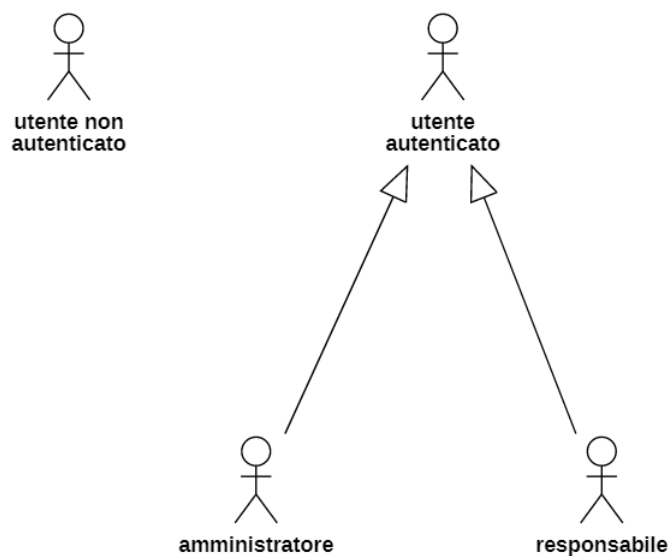 utente non
autenticato
utente
autenticato
amministratore
responsabile